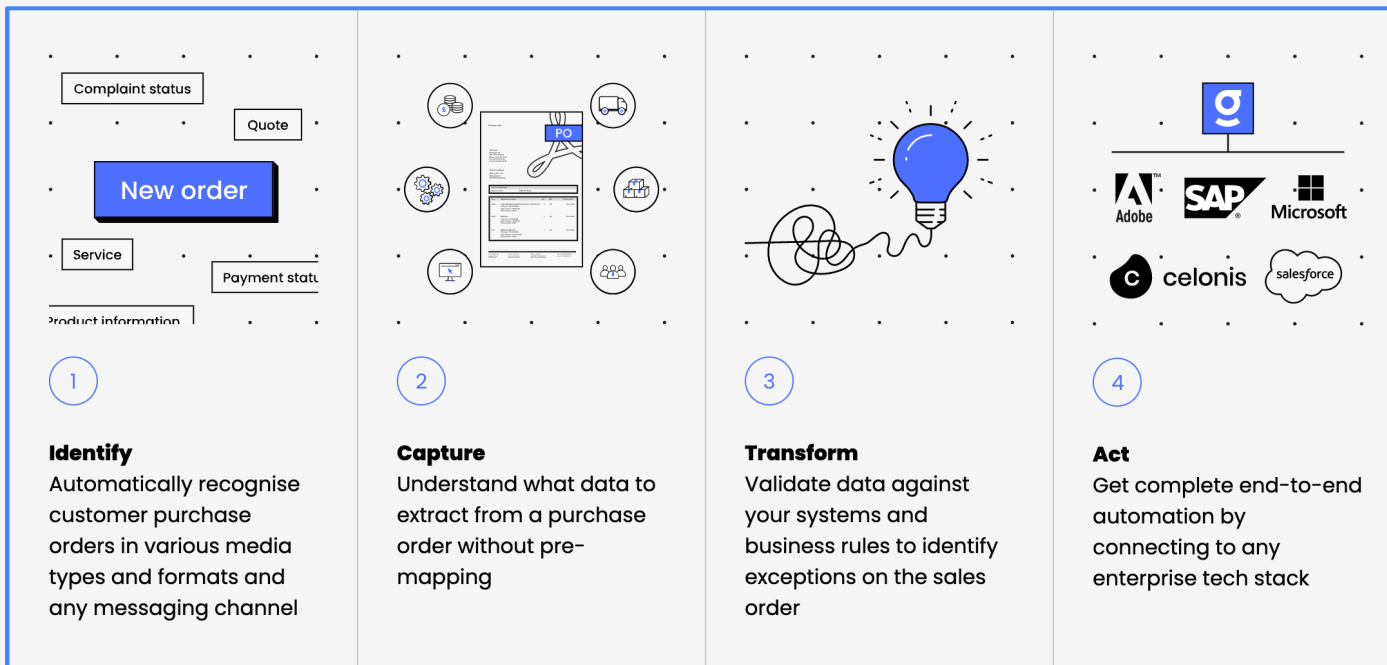 Complaint status
Quote
New order
Service
Payment statu
Product information
PO
g
Adobe™
SAP®
Microsoft
C celonis
salesforce
1
Identify
Automatically recognise
customer purchase
orders in various media
types and formats and
any messaging channel
2
Capture
Understand what data to
extract from a purchase
order without pre-
mapping
3
Transform
Validate data against
your systems and
business rules to identify
exceptions on the sales
order
4
Act
Get complete end-to-end
automation by
connecting to any
enterprise tech stack